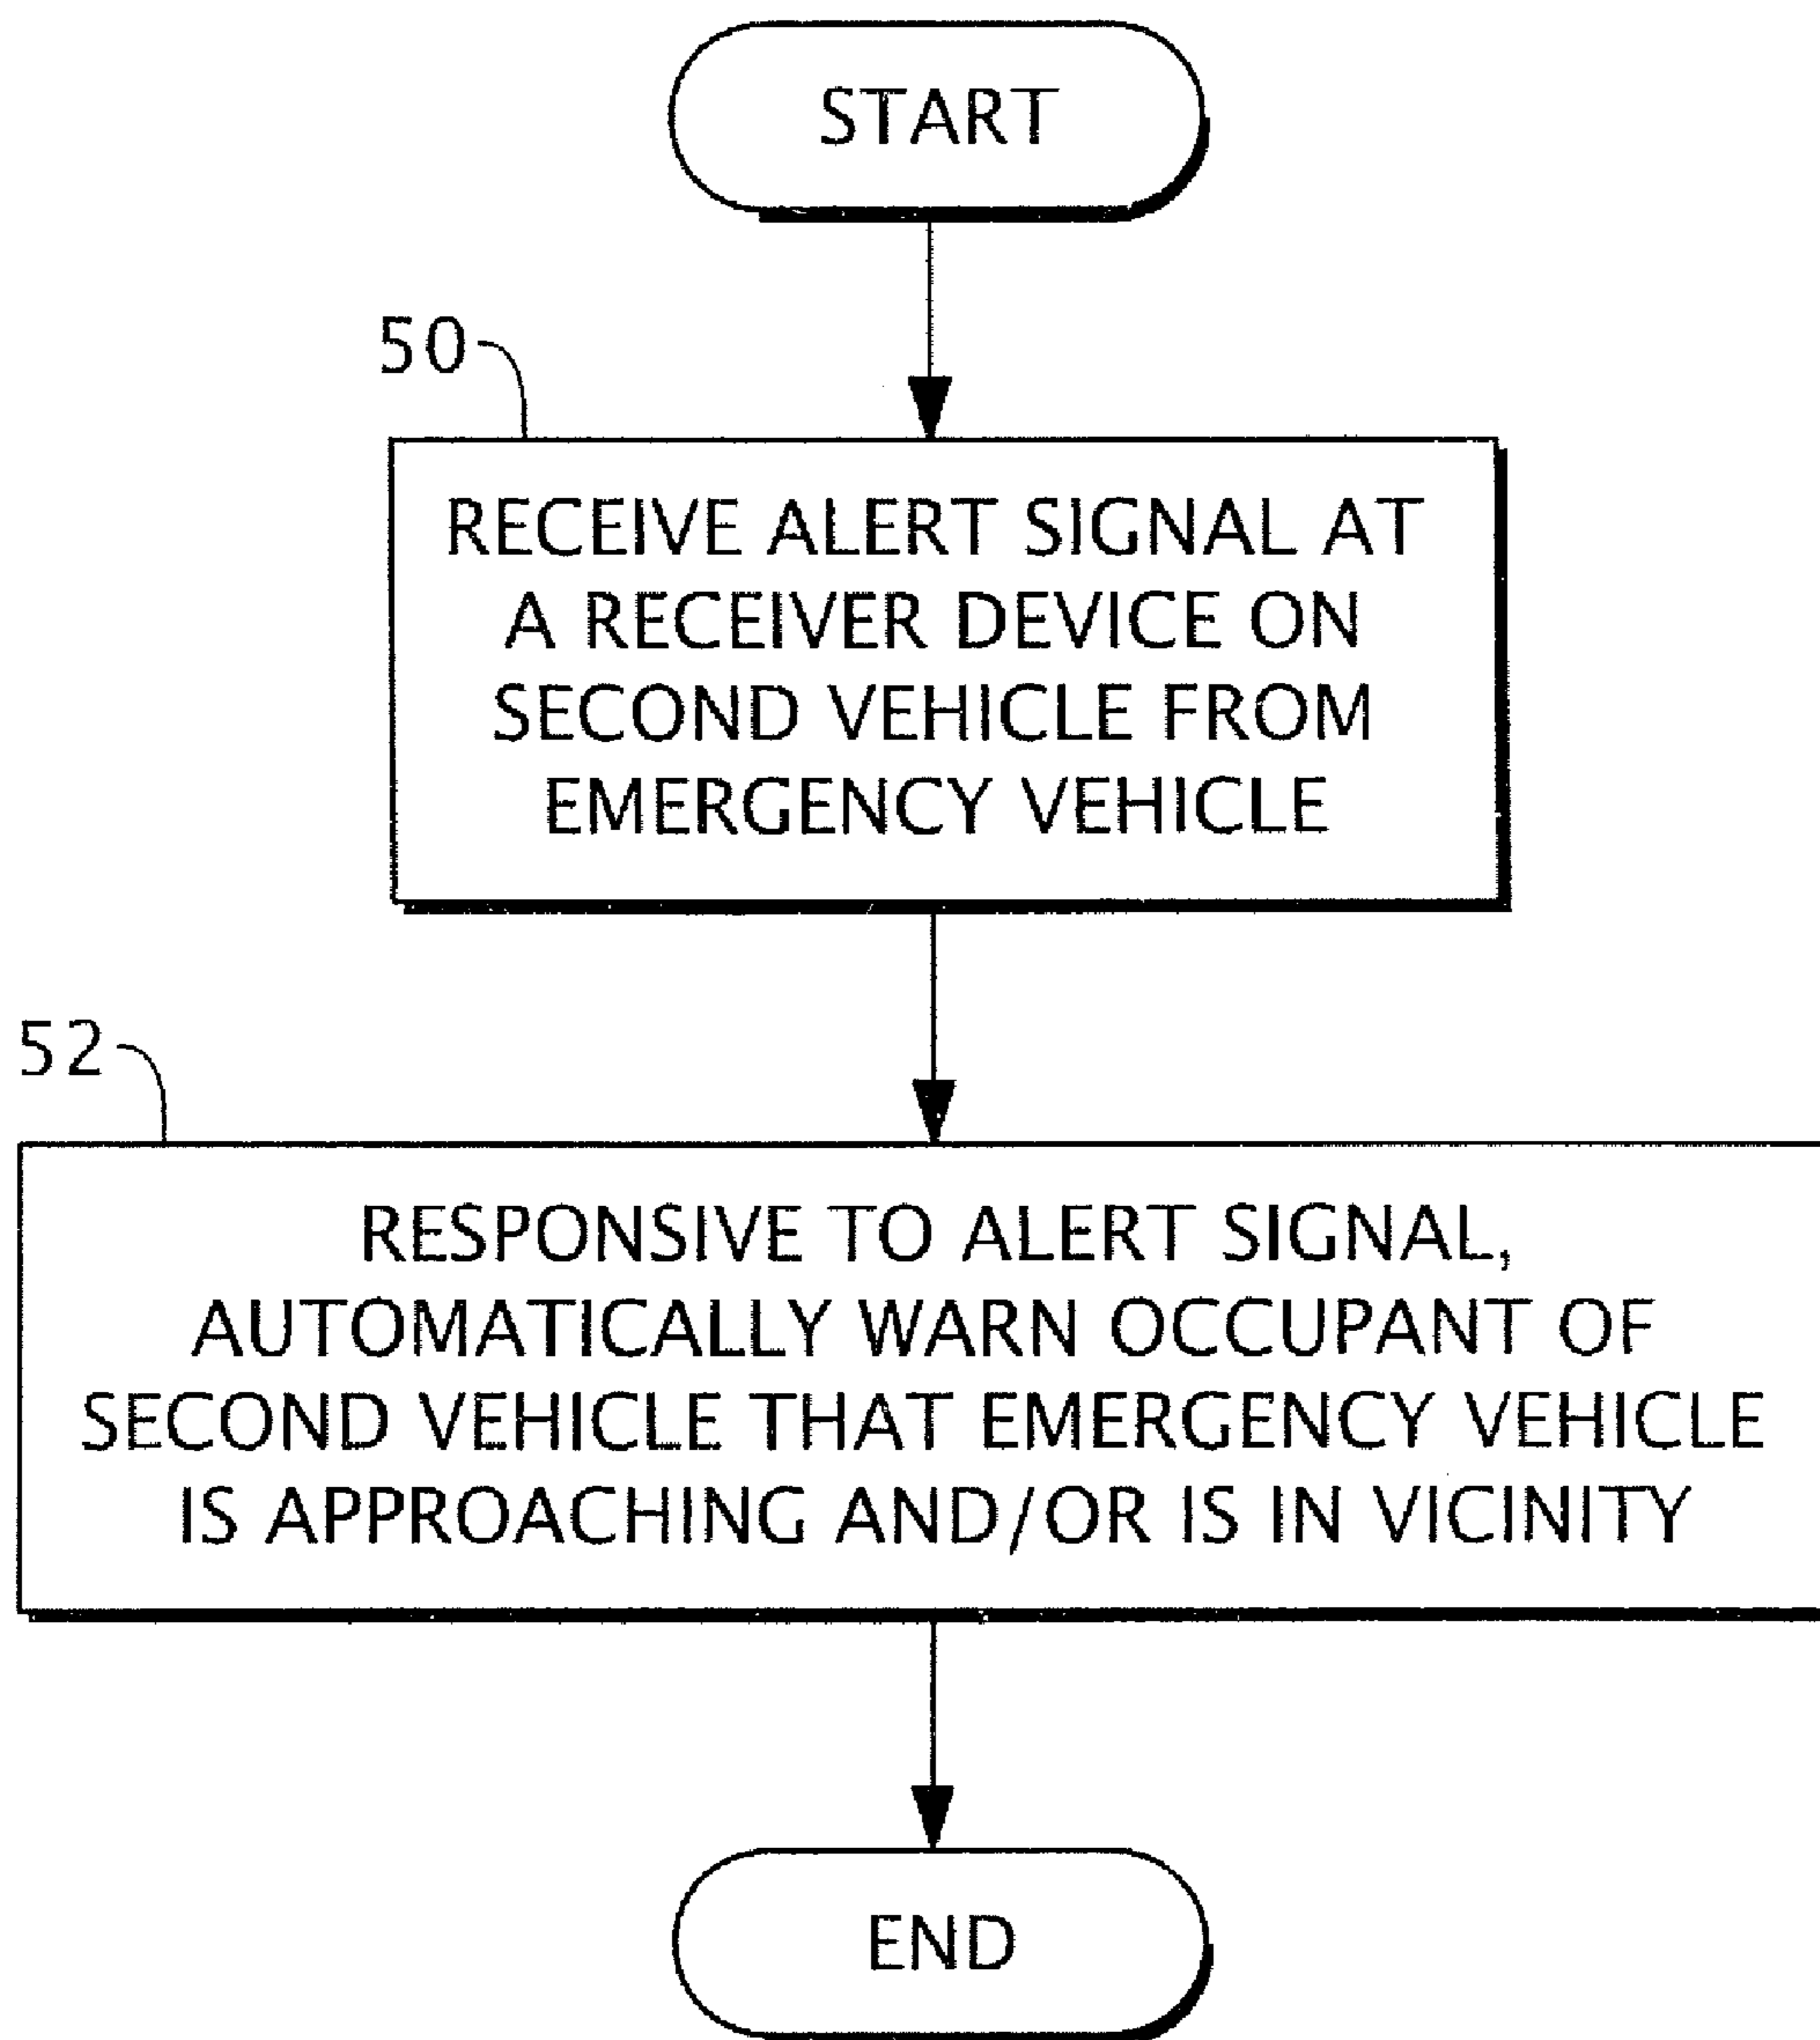 START
50
RECEIVE ALERT SIGNAL AT
A RECEIVER DEVICE ON
SECOND VEHICLE FROM
EMERGENCY VEHICLE
52
RESPONSIVE TO ALERT SIGNAL,
AUTOMATICALLY WARN OCCUPANT OF
SECOND VEHICLE THAT EMERGENCY VEHICLE
IS APPROACHING AND/OR IS IN VICINITY
END